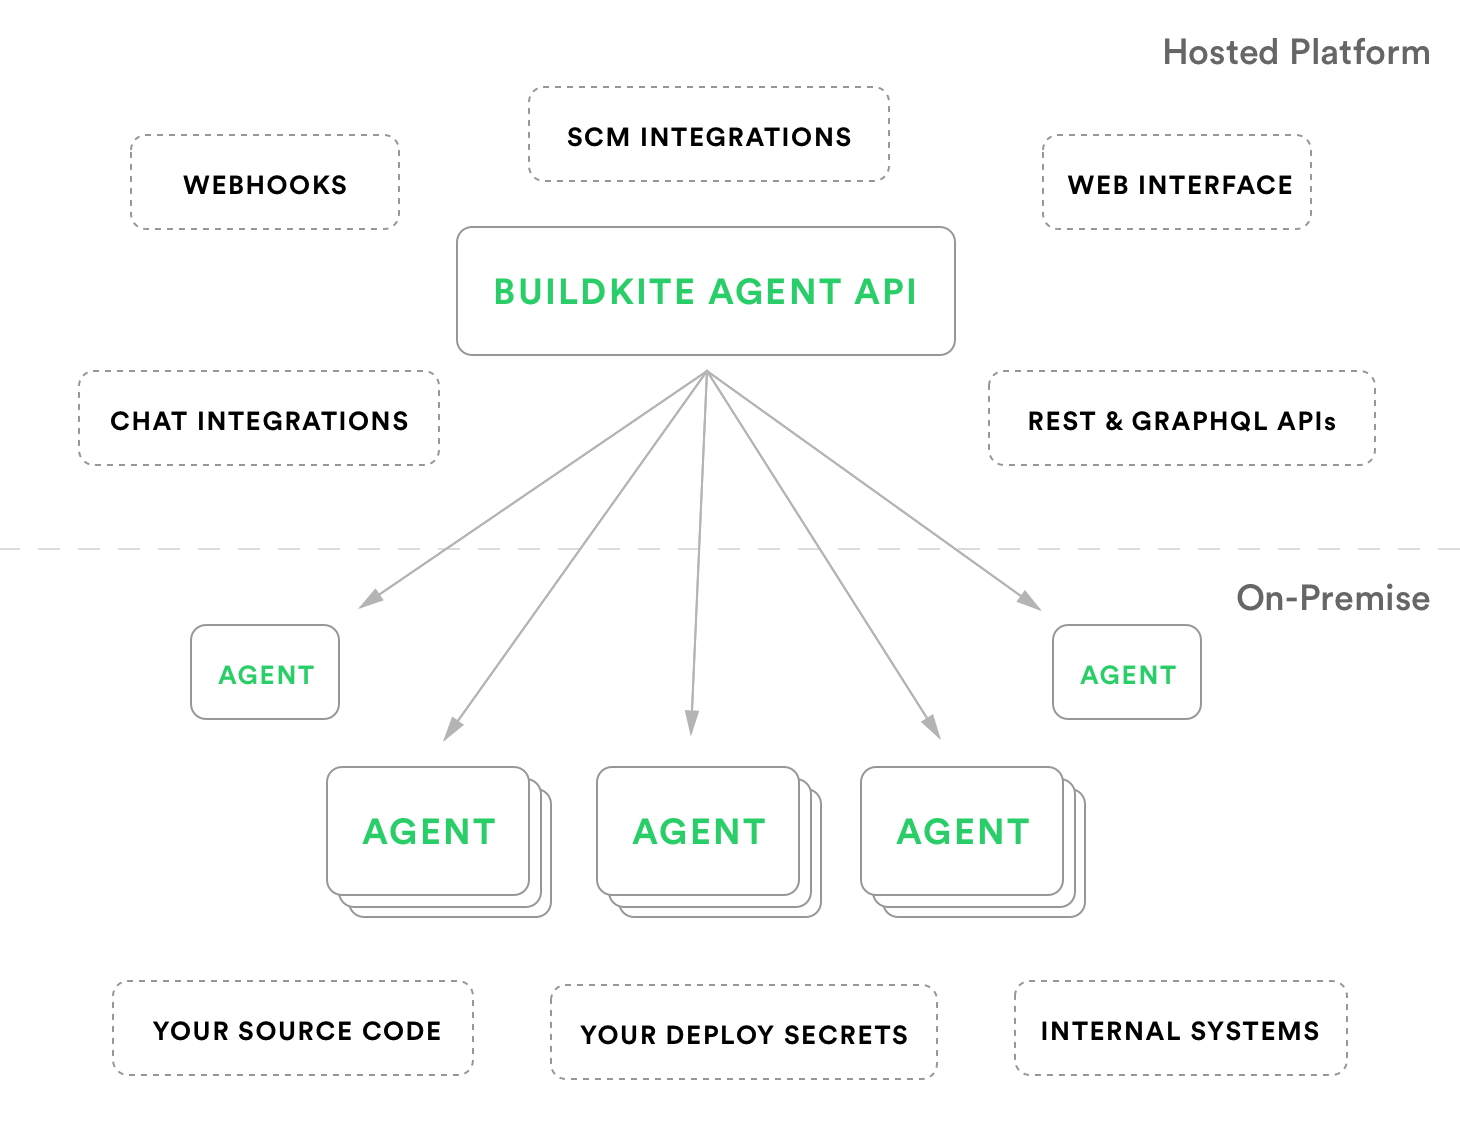 Hosted Platform
SCM INTEGRATIONS
WEBHOOKS
WEB INTERFACE
BUILDKITE AGENT API
CHAT INTEGRATIONS
REST & GRAPHQL APIs
On-Premise
AGENT
AGENT
AGENT
AGENT
AGENT
YOUR SOURCE CODE
YOUR DEPLOY SECRETS
INTERNAL SYSTEMS